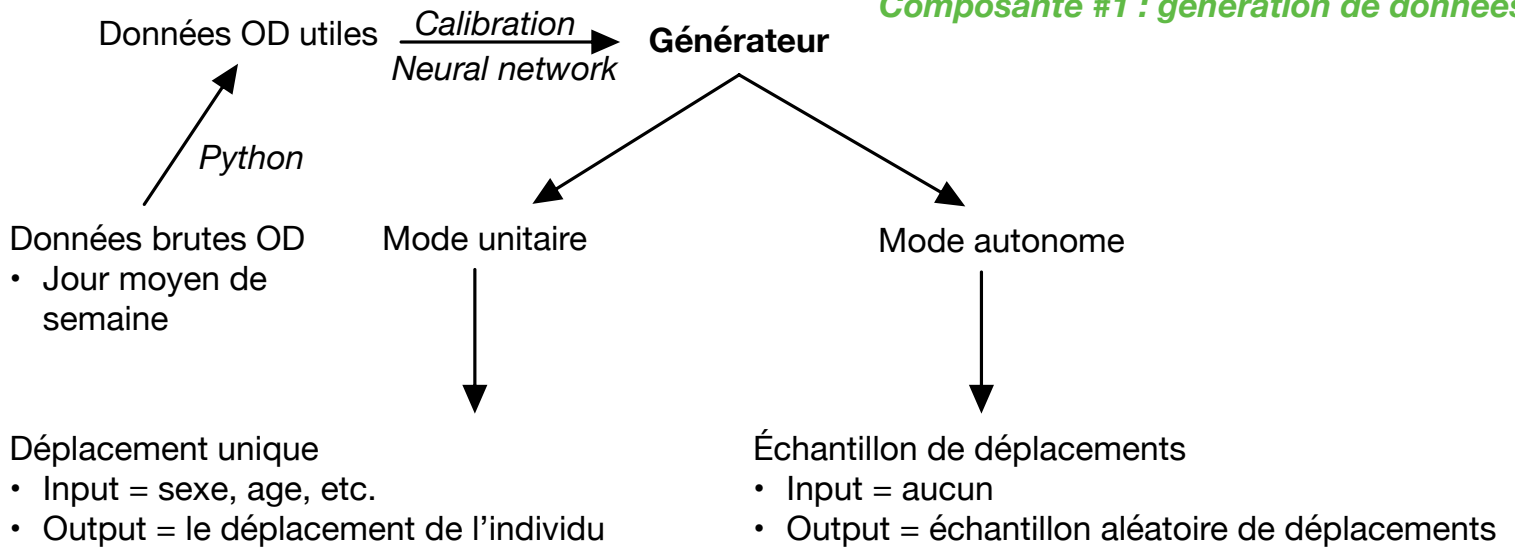 Composante #1 : génération de données
Données OD utiles
Calibration
Neural network
Générateur
Python
Données brutes OD
• Jour moyen de
semaine
Mode unitaire
Mode autonome
Déplacement unique
• Input = sexe, age, etc.
• Output = le déplacement de l’individu
Échantillon de déplacements
• Input = aucun
• Output = échantillon aléatoire de déplacements